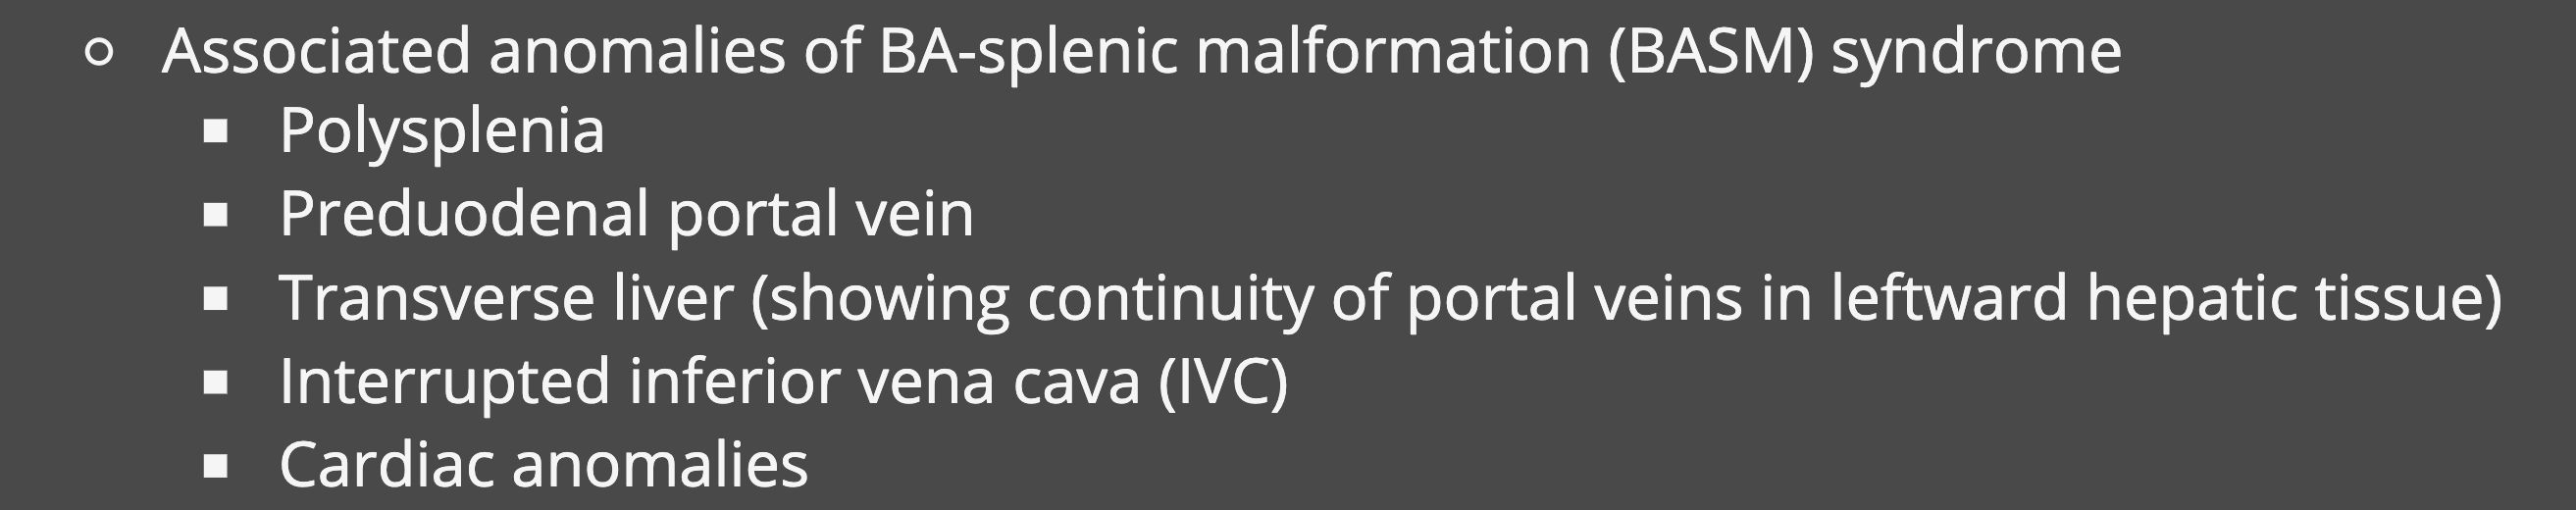 Associated anomalies of BA-splenic malformation (BASM) syndrome
Polysplenia
Preduodenal portal vein
Transverse liver (showing continuity of portal veins in leftward hepatic tissue)
Interrupted inferior vena cava (IVC)
Cardiac anomalies